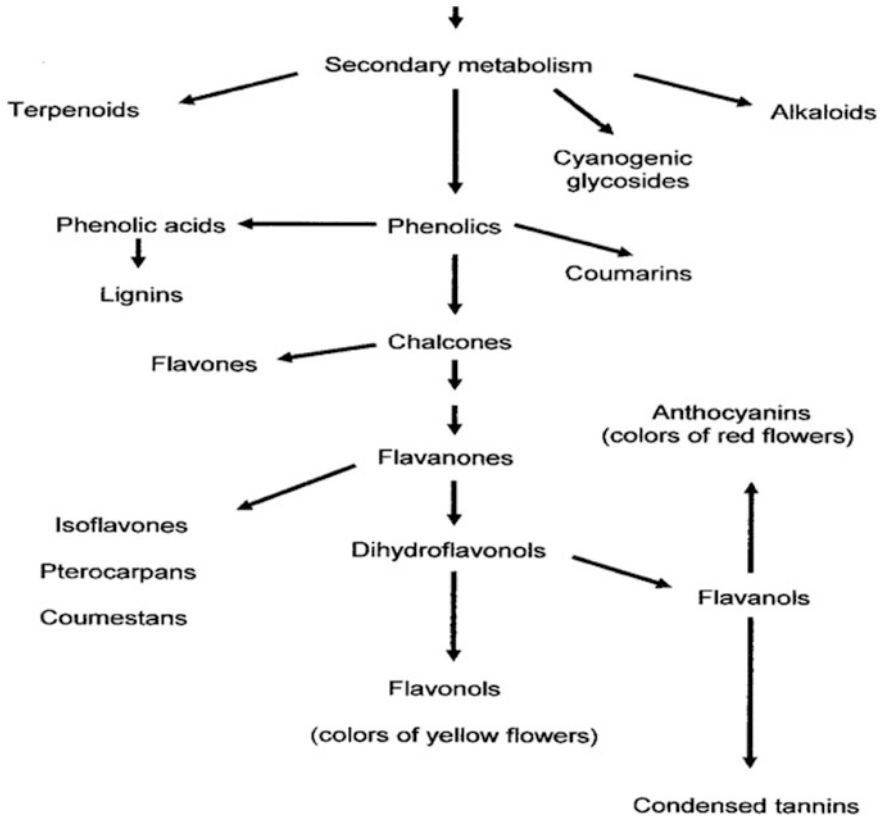 Secondary metabolism
Terpenoids
Alkaloids
Cyanogenic
glycosides
Phenolic acids
Phenolics
Coumarins
Lignins
Chalcones
Flavones
Anthocyanins
(colors of red flowers)
Flavanones
Isoflavones
Dihydroflavonols
Pterocarpans
Flavanols
Coumestans
Flavonols
(colors of yellow flowers)
Condensed tannins